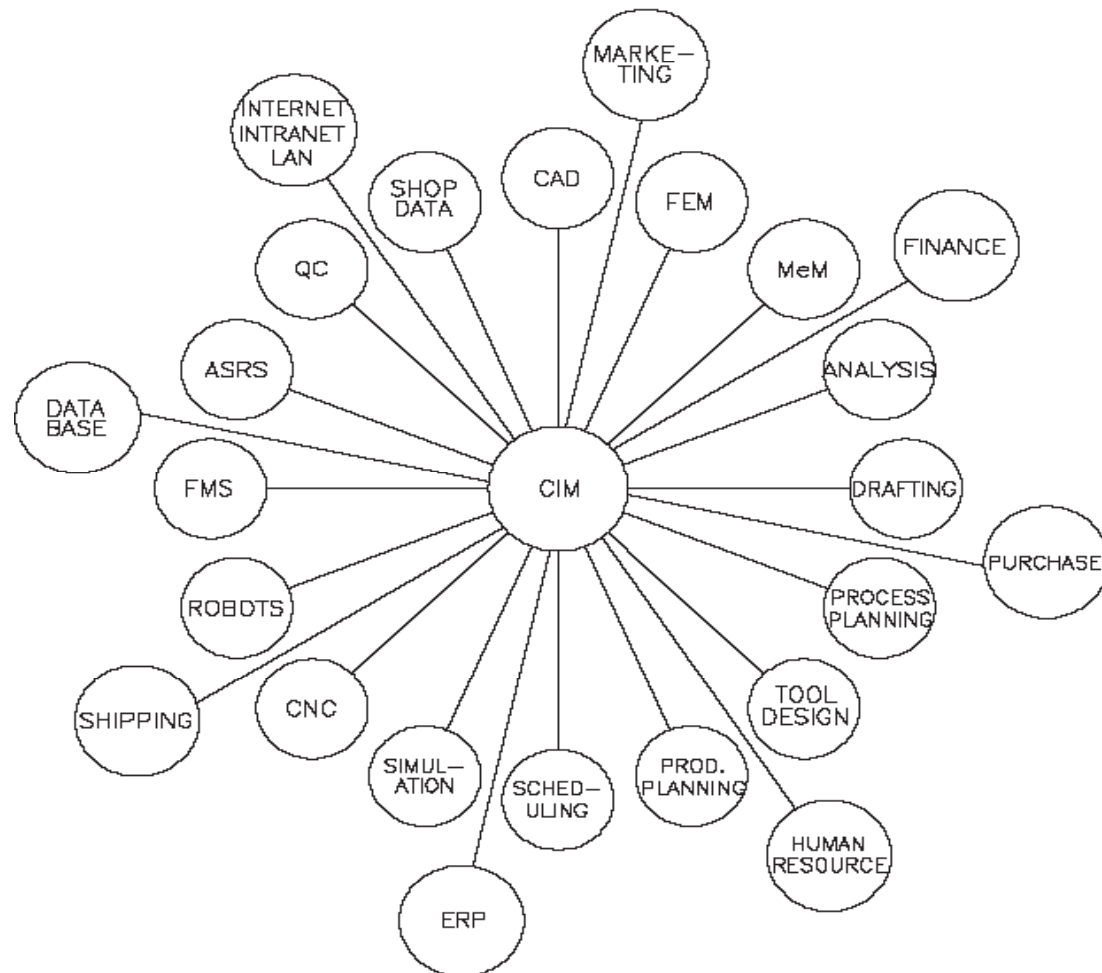 MARKE-
TING
INTERNET
INTRANET
LAN
SHOP
DATA
CAD
FEM
FINANCE
QC
MeM
ASRS
ANALYSIS
DATA
BASE
FMS
CIM
DRAFTING
PURCHASE
ROBOTS
PROCESS
PLANNING
SHIPPING
CNC
TOOL
DESIGN
SIMUL-
ATION
SCHED-
ULING
PROD.
PLANNING
HUMAN
RESOURCE
ERP